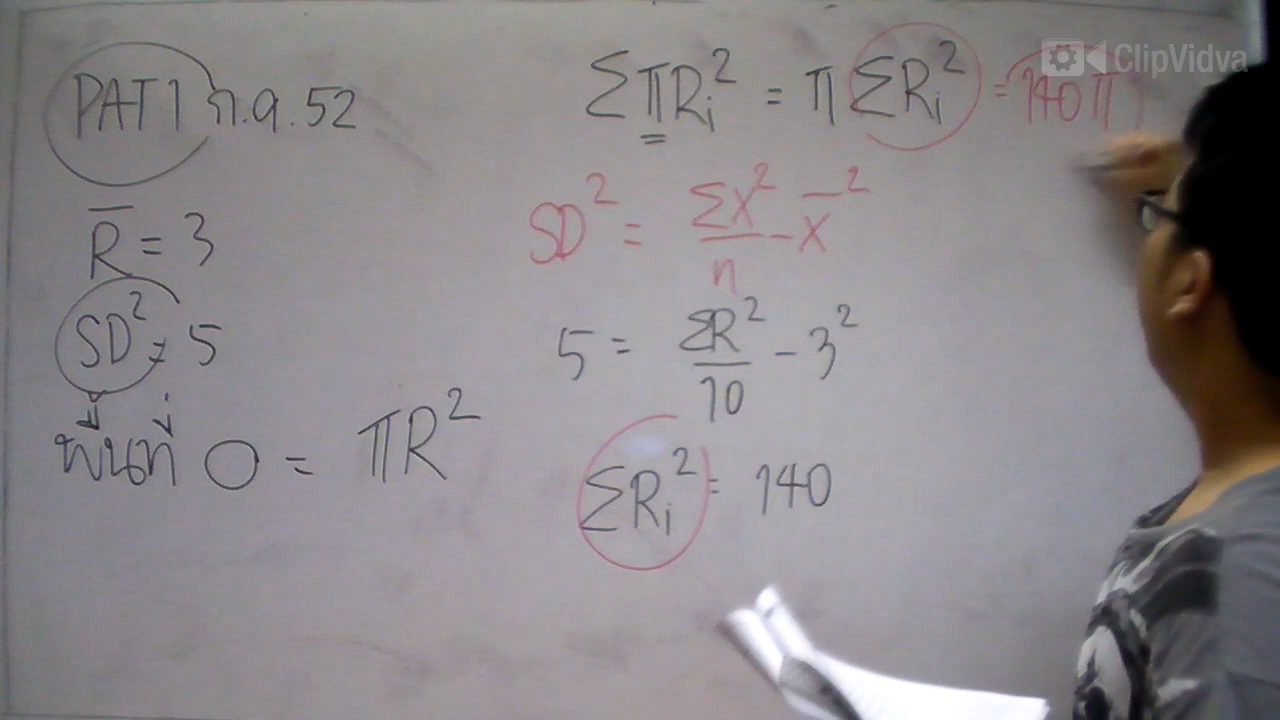 PAT1 ก.ค. 52
R̅ = 3
SD² = 5
พื้นที่ ○ = πR²
ΣπRᵢ² = πΣRᵢ² = 140π
SD² = ΣX²/n - X̅²
5 = ΣR²/10 - 3²
ΣRᵢ² = 140
ClipVidva